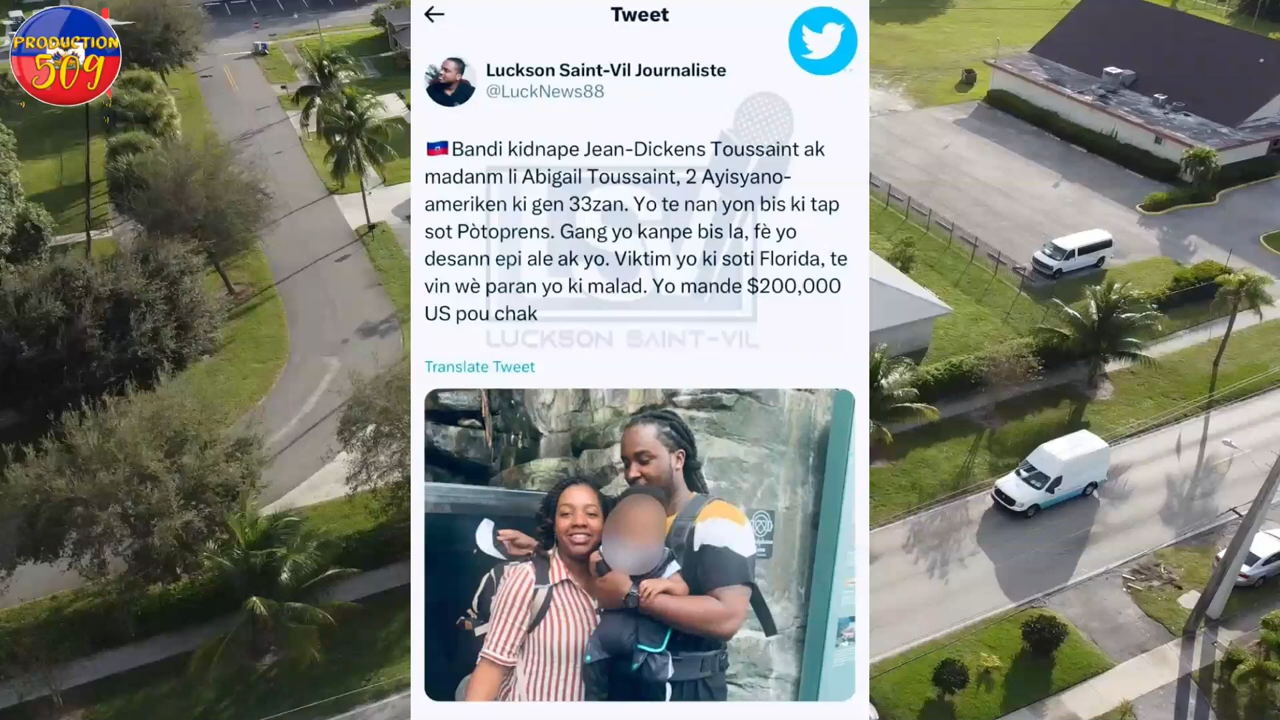 PRODUCTION
509
Tweet
Luckson Saint-Vil Journaliste
@LuckNews88
🇭🇹Bandi kidnape Jean-Dickens Toussaint ak
madanm li Abigail Toussaint, 2 Ayisyano-
ameriken ki gen 33zan. Yo te nan yon bis ki tap
sot Pòtoprens. Gang yo kanpe bis la, fè yo
desann epi ale ak yo. Viktim yo ki soti Florida, te
vin wè paran yo ki malad. Yo mande $200,000
US pou chak
LSV
LUCKSON SAINT-VIL
Translate Tweet